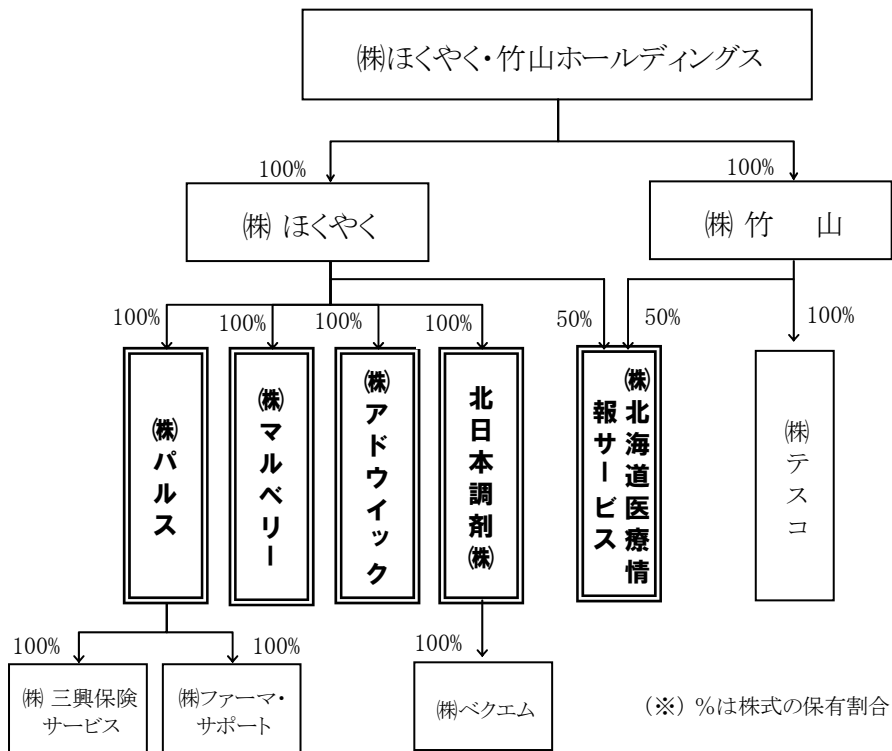 ㈱ほくやく・竹山ホールディングス
100%
100%
㈱ ほくやく
㈱ 竹　山
100%
100%
100%
100%
50%
50%
100%
㈱パルス
㈱マルベリー
㈱アドウイック
北日本調剤㈱
㈱北海道医療情
報サービス
㈱テスコ
100%
100%
100%
㈱ 三興保険
サービス
㈱ファーマ・
サポート
㈱ベクエム
（※）%は株式の保有割合